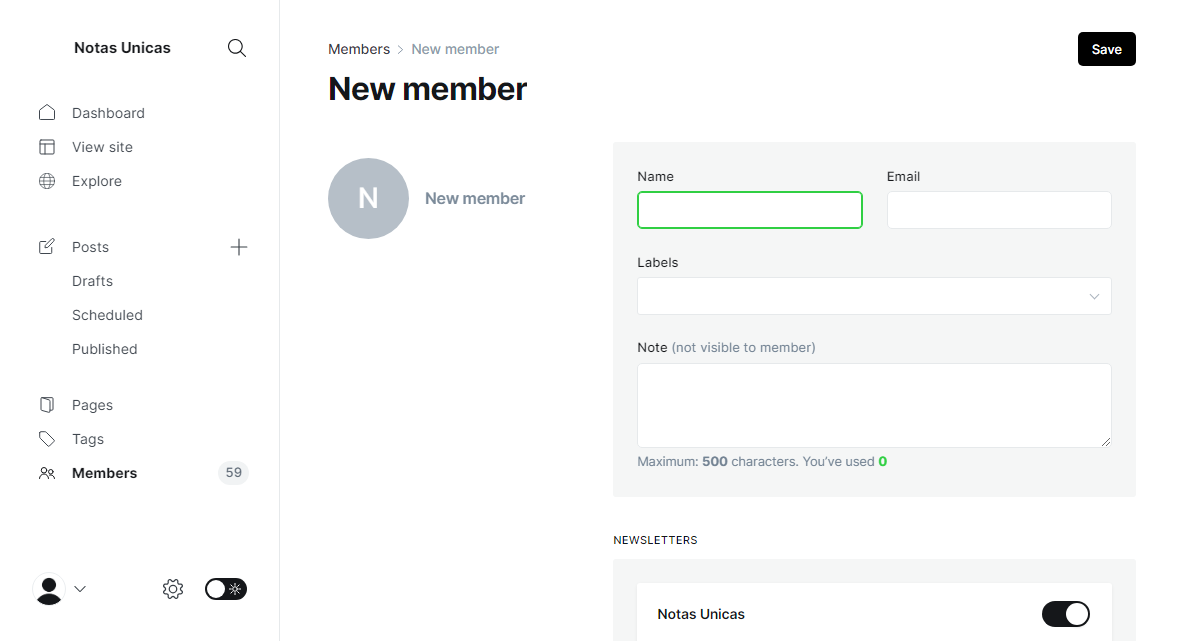 Notas Unicas
Dashboard
View site
Explore
Posts
Drafts
Scheduled
Published
Pages
Tags
Members 59
Members > New member
Save
New member
N
New member
Name
Email
Labels
Note (not visible to member)
Maximum: 500 characters. You’ve used 0
NEWSLETTERS
Notas Unicas